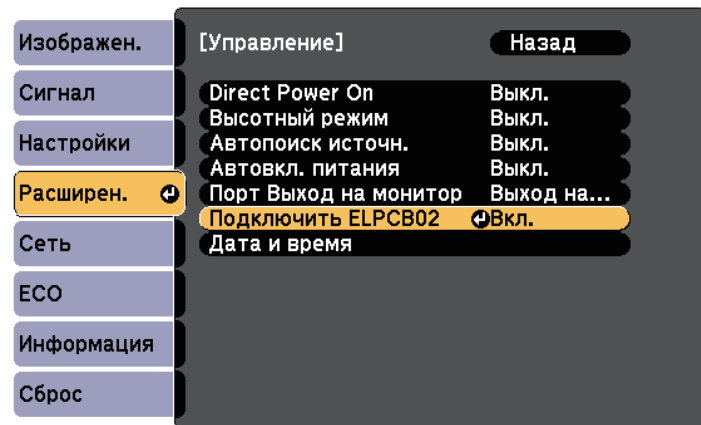 Изображен.
Сигнал
Настройки
Расширен.
Сеть
ECO
Информация
Сброс
[Управление] Назад
Direct Power On Выкл.
Высотный режим Выкл.
Автопоиск источн. Выкл.
Автовкл. питания Выкл.
Порт Выход на монитор Выход на...
Подключить ELPCB02 Вкл.
Дата и время